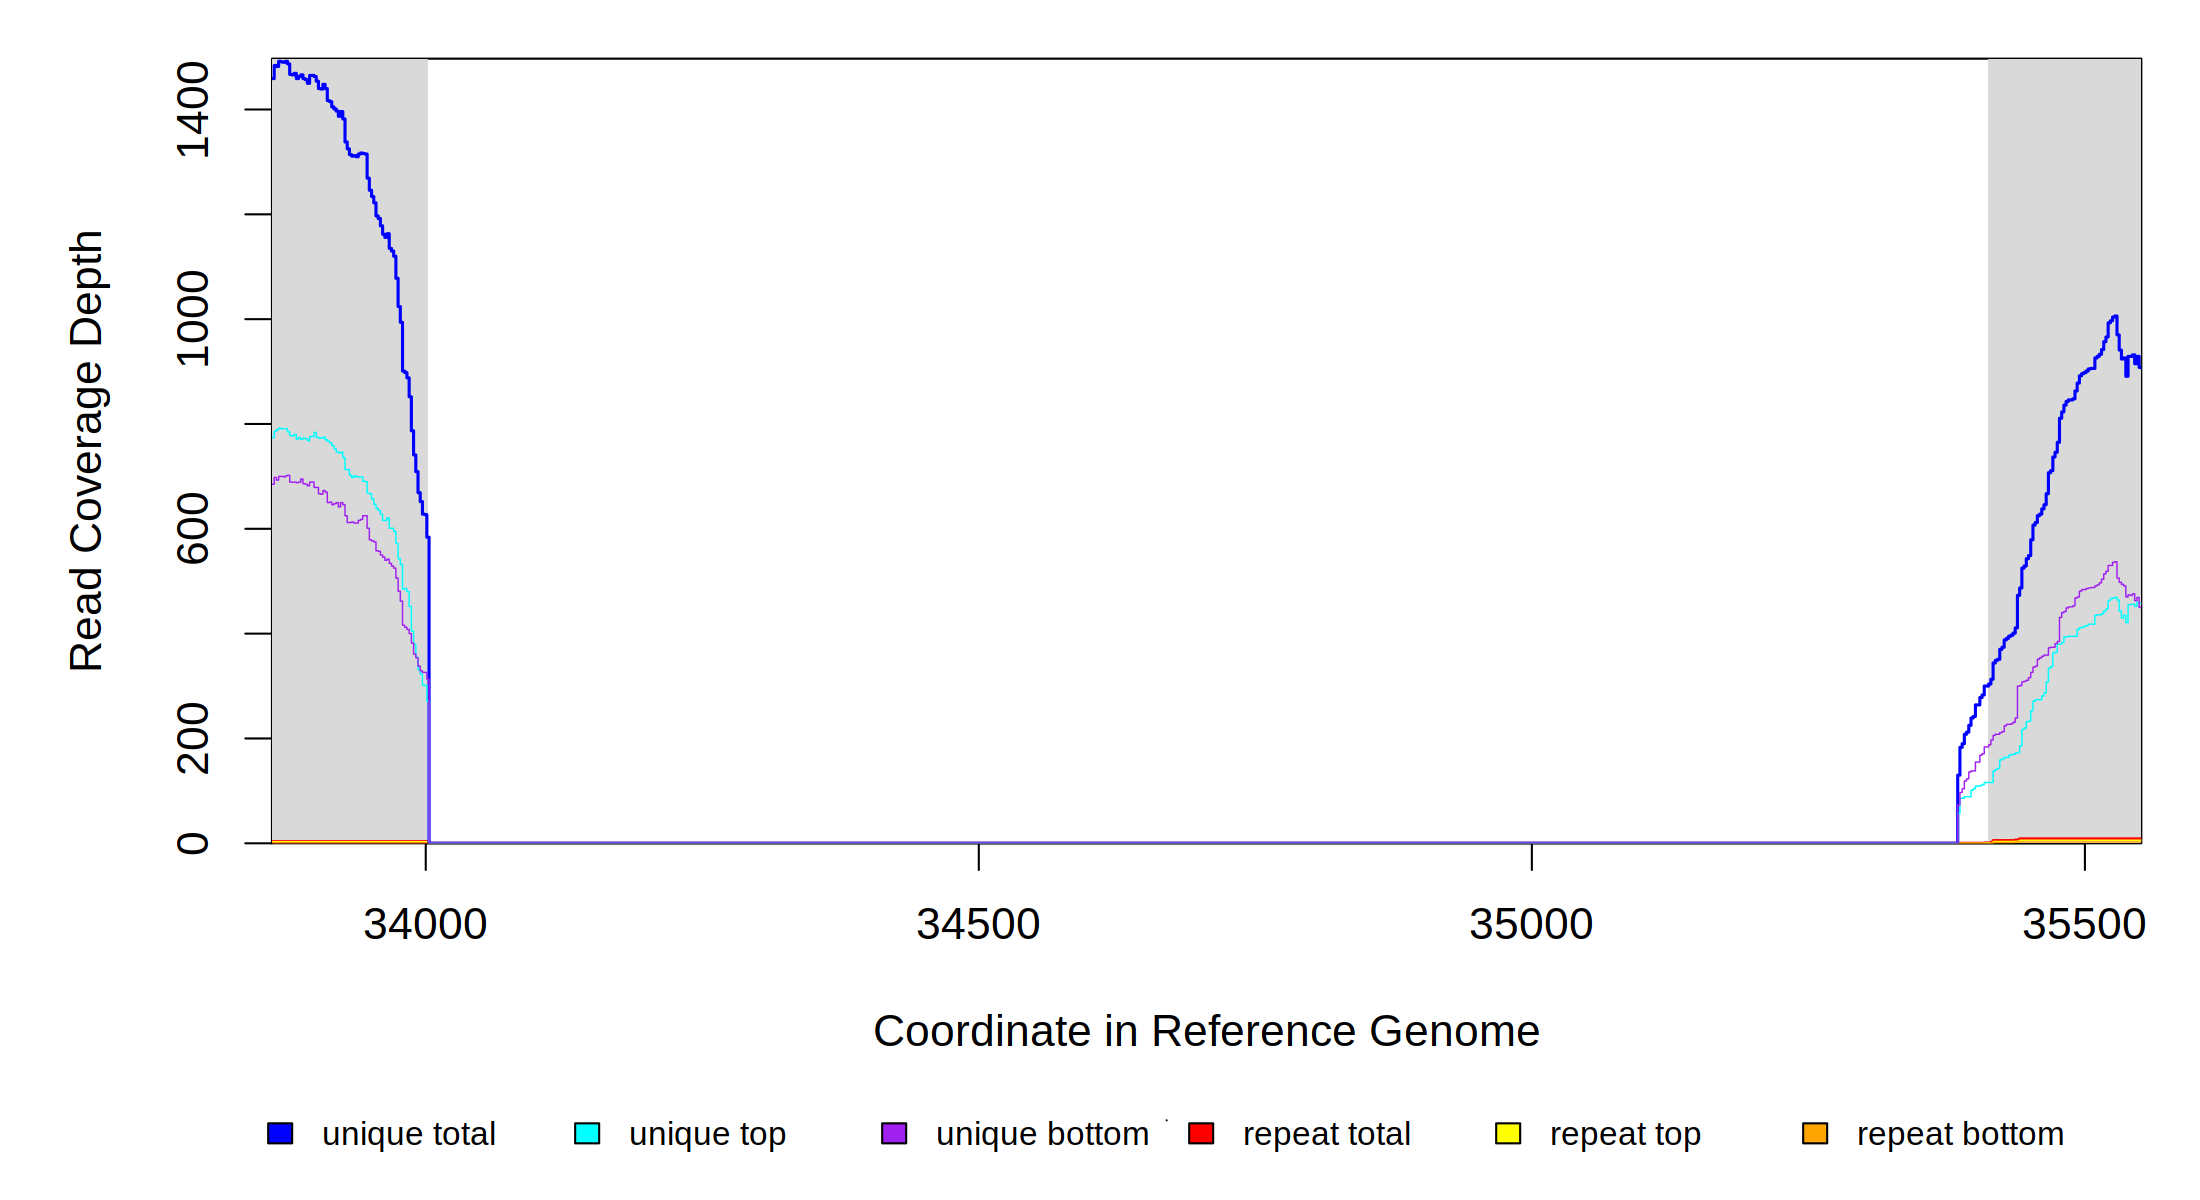 Read Coverage Depth
1400
1000
600
200
0
34000 34500 35000 35500
Coordinate in Reference Genome
unique total unique top unique bottom repeat total repeat top repeat bottom